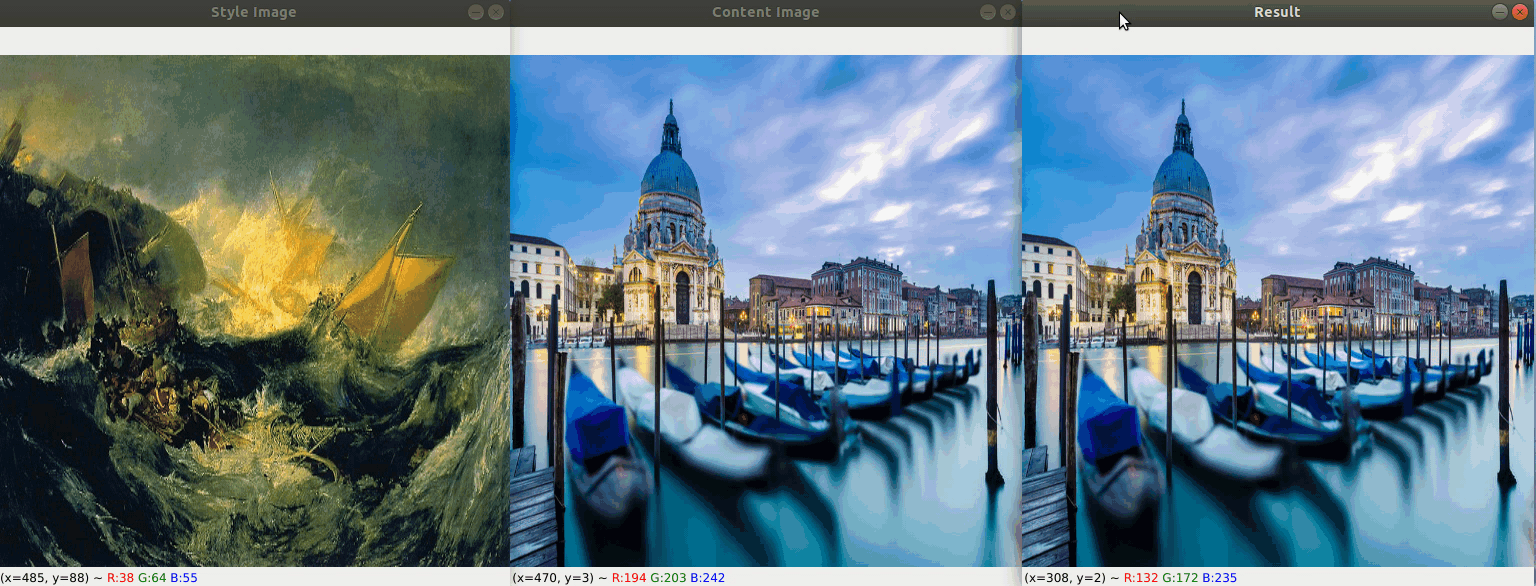 Style Image
Content Image
Result
(x=485, y=88) ~ R:38 G:64 B:55
(x=470, y=3) ~ R:194 G:203 B:242
(x=308, y=2) ~ R:132 G:172 B:235